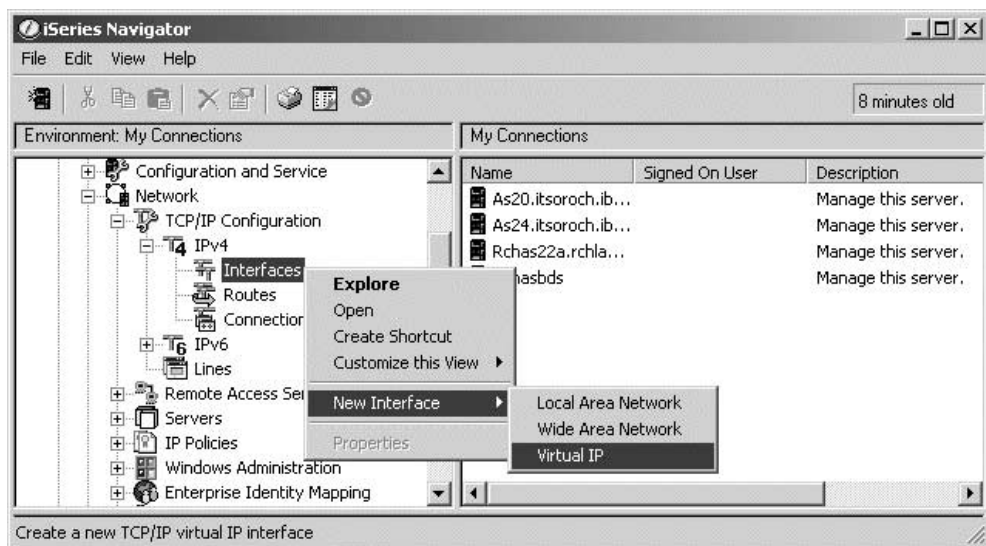 iSeries Navigator
File Edit View Help
8 minutes old
Environment: My Connections
My Connections
Configuration and Service
Network
TCP/IP Configuration
IPv4
Interfaces
Routes
Connection
IPv6
Lines
Remote Access Ser
Servers
IP Policies
Windows Administration
Enterprise Identity Mapping
Explore
Open
Create Shortcut
Customize this View
New Interface
Properties
Local Area Network
Wide Area Network
Virtual IP
Name Signed On User Description
As20.itsoroch.ib... Manage this server.
As24.itsoroch.ib... Manage this server.
Rchas22a.rchla... Manage this server.
hasbds Manage this server.
Create a new TCP/IP virtual IP interface